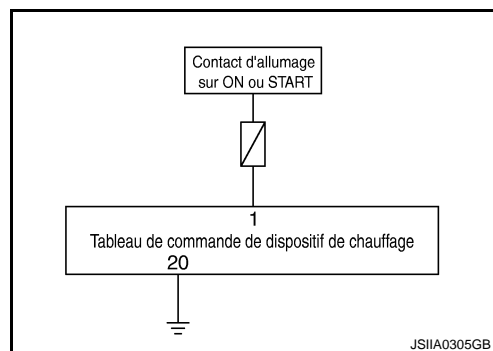 Contact d'allumage
sur ON ou START
1
Tableau de commande de dispositif de chauffage
20
JSIIA0305GB